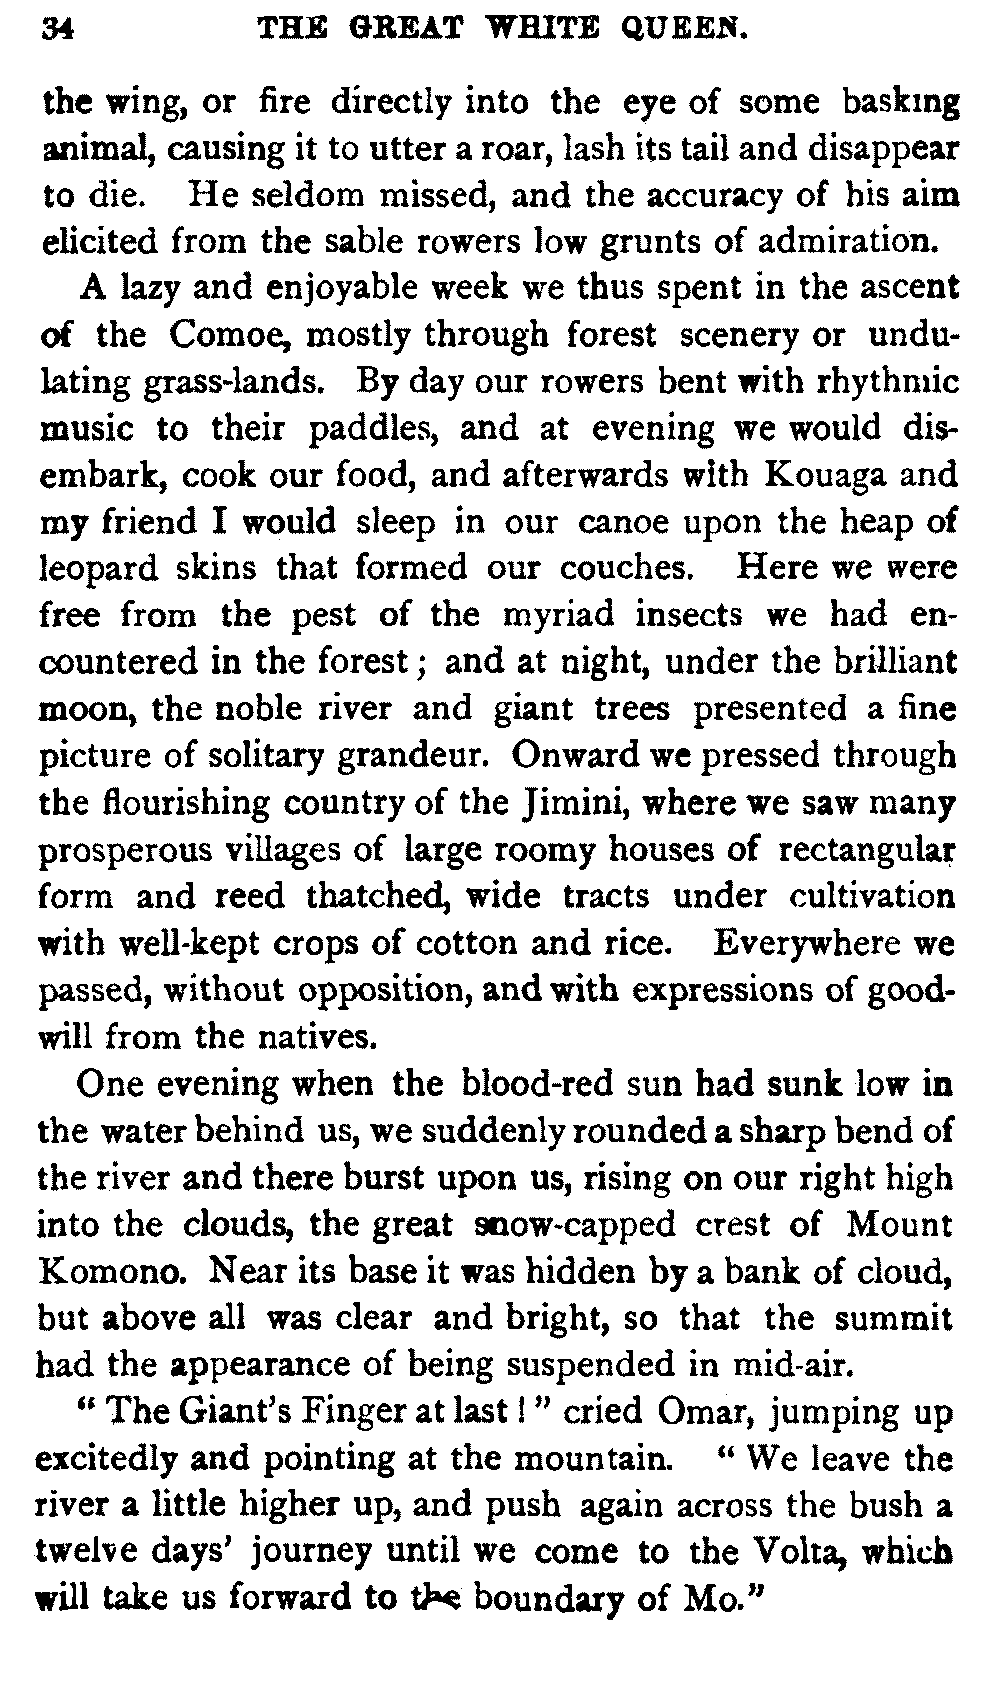 34 THE GREAT WHITE QUEEN.
the wing, or fire directly into the eye of some basking
animal, causing it to utter a roar, lash its tail and disappear
to die. He seldom missed, and the accuracy of his aim
elicited from the sable rowers low grunts of admiration.
A lazy and enjoyable week we thus spent in the ascent
of the Comoe, mostly through forest scenery or undu-
lating grass-lands. By day our rowers bent with rhythmic
music to their paddles, and at evening we would dis-
embark, cook our food, and afterwards with Kouaga and
my friend I would sleep in our canoe upon the heap of
leopard skins that formed our couches. Here we were
free from the pest of the myriad insects we had en-
countered in the forest; and at night, under the brilliant
moon, the noble river and giant trees presented a fine
picture of solitary grandeur. Onward we pressed through
the flourishing country of the Jimini, where we saw many
prosperous villages of large roomy houses of rectangular
form and reed thatched, wide tracts under cultivation
with well-kept crops of cotton and rice. Everywhere we
passed, without opposition, and with expressions of good-
will from the natives.
One evening when the blood-red sun had sunk low in
the water behind us, we suddenly rounded a sharp bend of
the river and there burst upon us, rising on our right high
into the clouds, the great snow-capped crest of Mount
Komono. Near its base it was hidden by a bank of cloud,
but above all was clear and bright, so that the summit
had the appearance of being suspended in mid-air.
“ The Giant’s Finger at last ! ” cried Omar, jumping up
excitedly and pointing at the mountain. “ We leave the
river a little higher up, and push again across the bush a
twelve days’ journey until we come to the Volta, which
will take us forward to the boundary of Mo.”